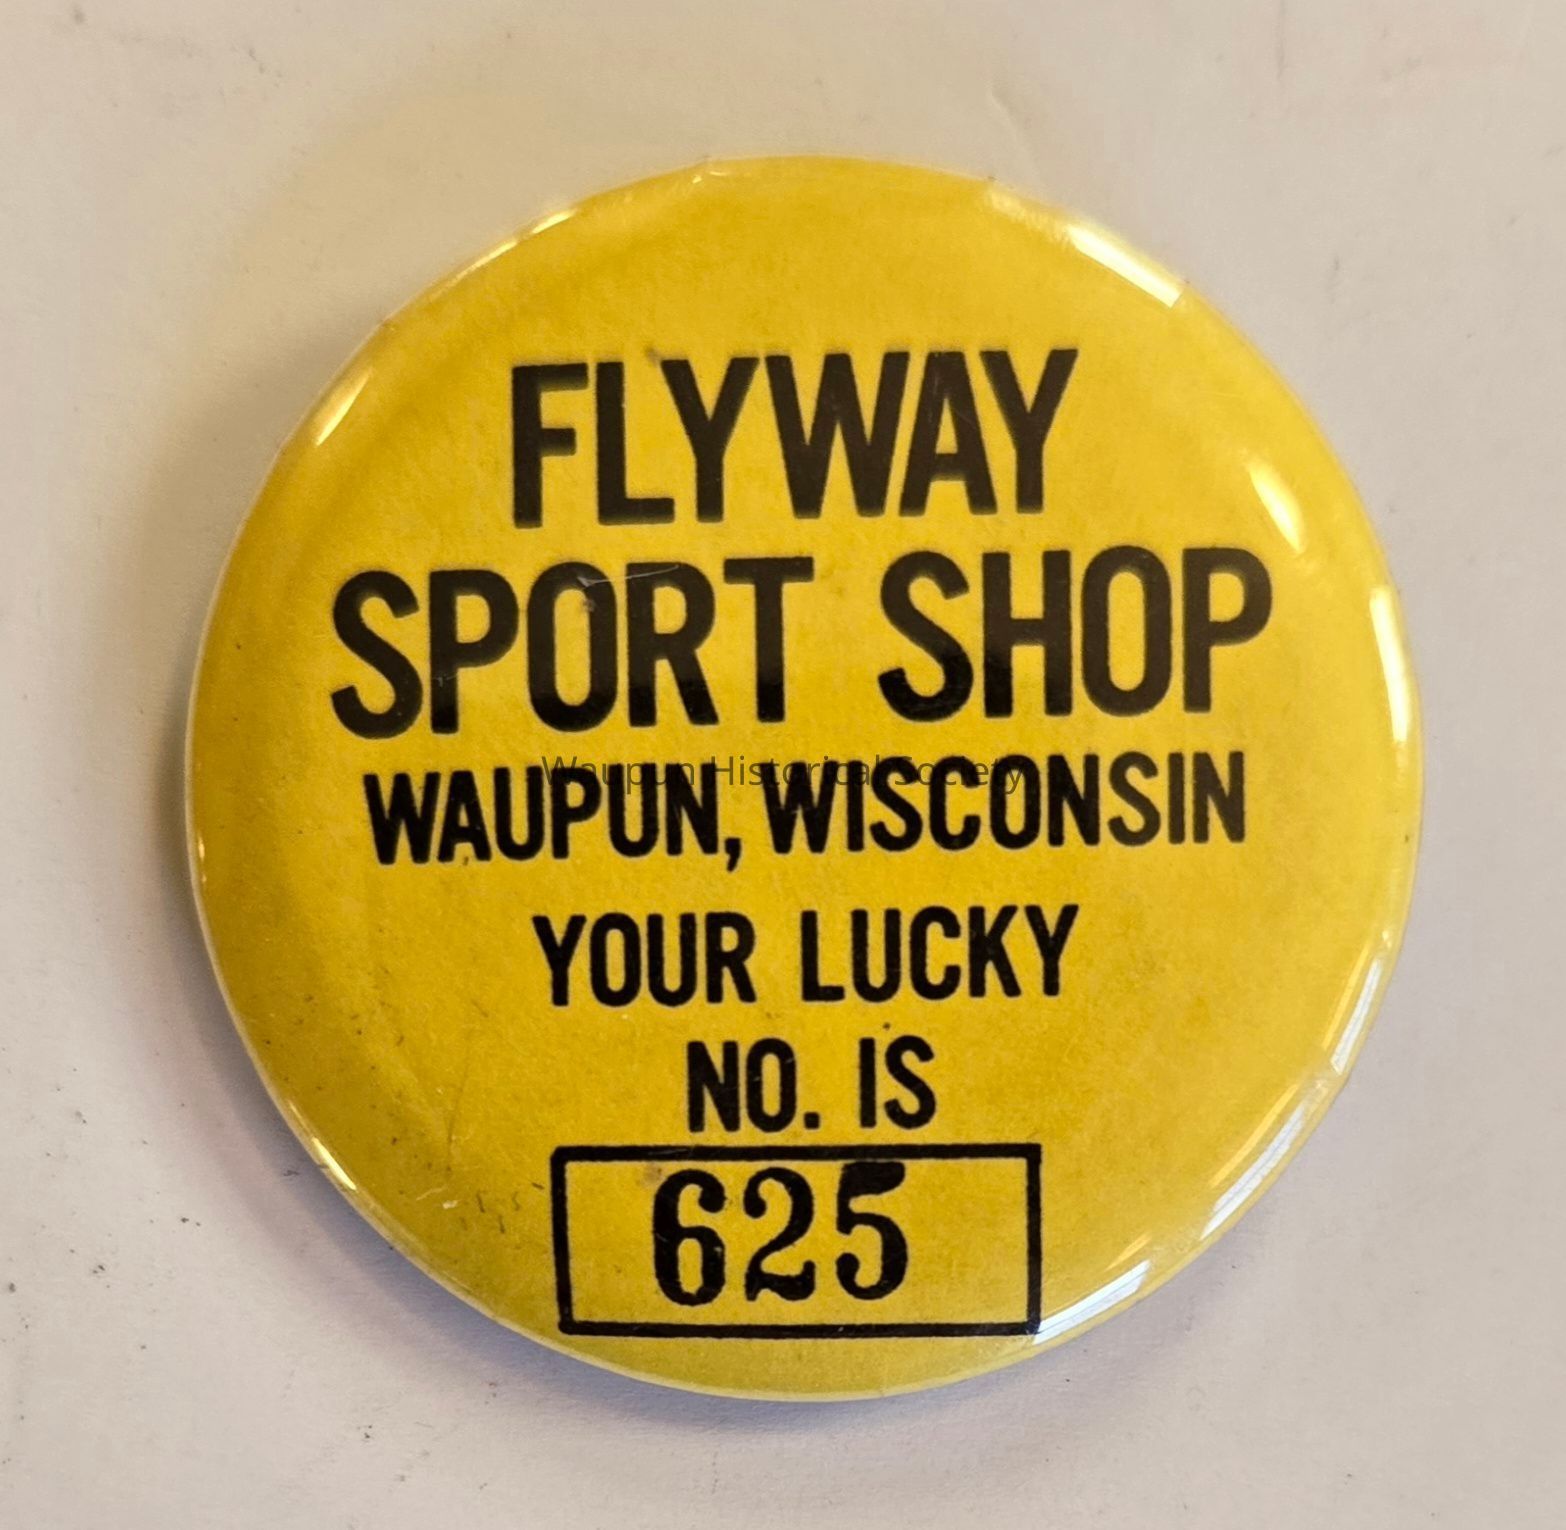 FLYWAY
SPORT SHOP
Waupun Historical Society
WAUPUN, WISCONSIN
YOUR LUCKY
NO. IS
625